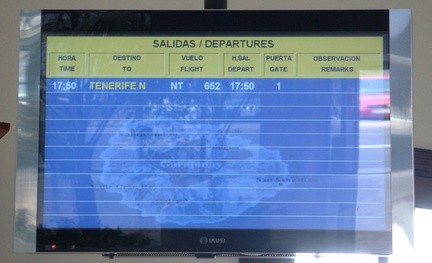 SALIDAS / DEPARTURES
HORA DESTINO VUELO H.SAL PUERTA OBSERVACION
TIME TO FLIGHT DEPART GATE REMARKS
17:50 TENERIFE N NT 652 17:50 1
Garajonay